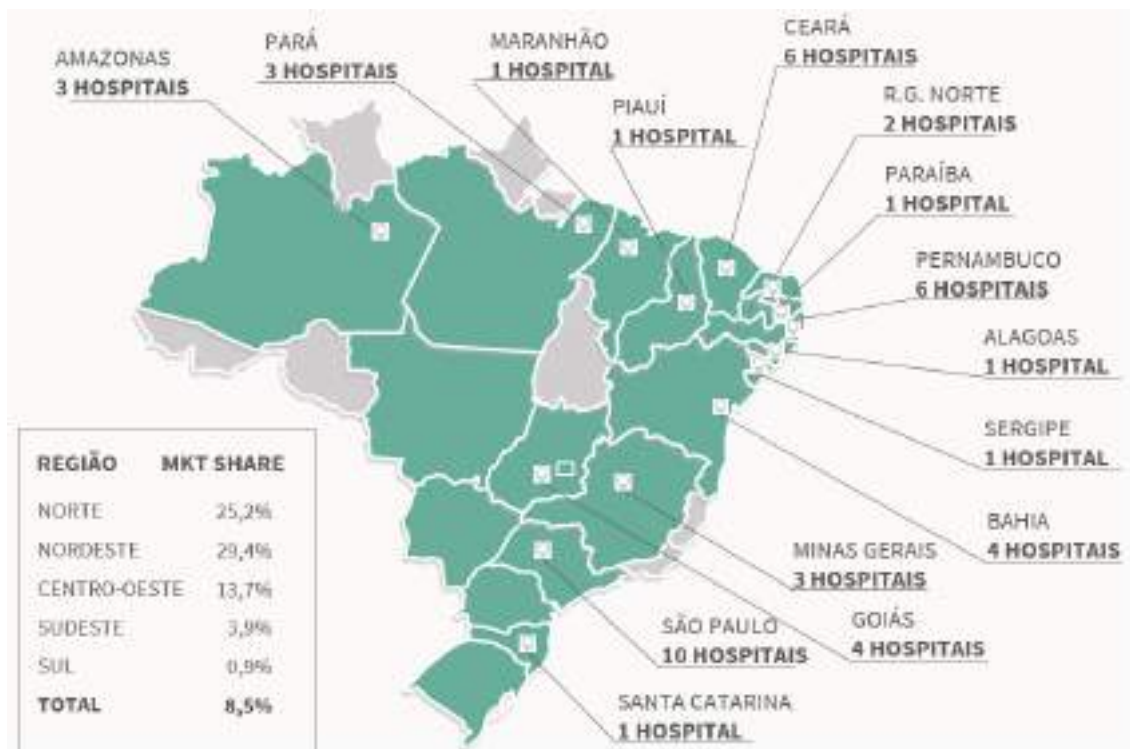 AMAZONAS
3 HOSPITAIS
PARÁ
3 HOSPITAIS
MARANHÃO
1 HOSPITAL
CEARÁ
6 HOSPITAIS
PIAUÍ
1 HOSPITAL
R.G. NORTE
2 HOSPITAIS
PARAÍBA
1 HOSPITAL
PERNAMBUCO
6 HOSPITAIS
ALAGOAS
1 HOSPITAL
SERGIPE
1 HOSPITAL
BAHIA
4 HOSPITAIS
MINAS GERAIS
3 HOSPITAIS
GOIÁS
4 HOSPITAIS
SÃO PAULO
10 HOSPITAIS
SANTA CATARINA
1 HOSPITAL
REGIÃO MKT SHARE
NORTE 25,2%
NORDESTE 29,4%
CENTRO-OESTE 13,7%
SUDESTE 3,9%
SUL 0,9%
TOTAL 8,5%